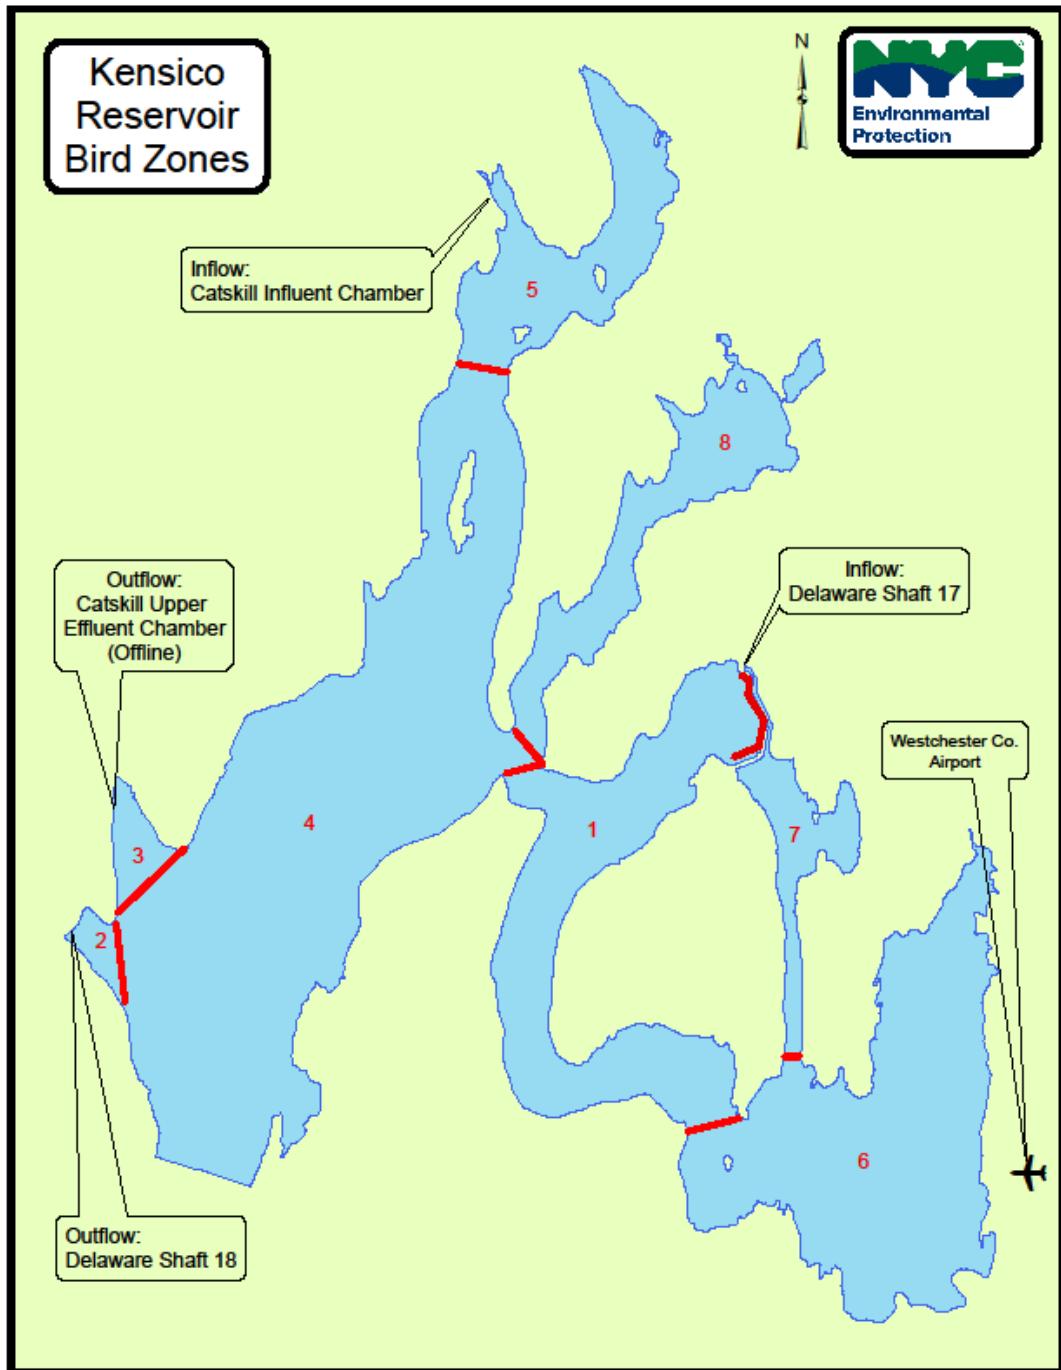 Kensico
Reservoir
Bird Zones
N
NYC
Environmental
Protection
Inflow:
Catskill Influent Chamber
5
8
Outflow:
Catskill Upper
Effluent Chamber
(Offline)
Inflow:
Delaware Shaft 17
Westchester Co.
Airport
4
1
7
3
2
6
Outflow:
Delaware Shaft 18